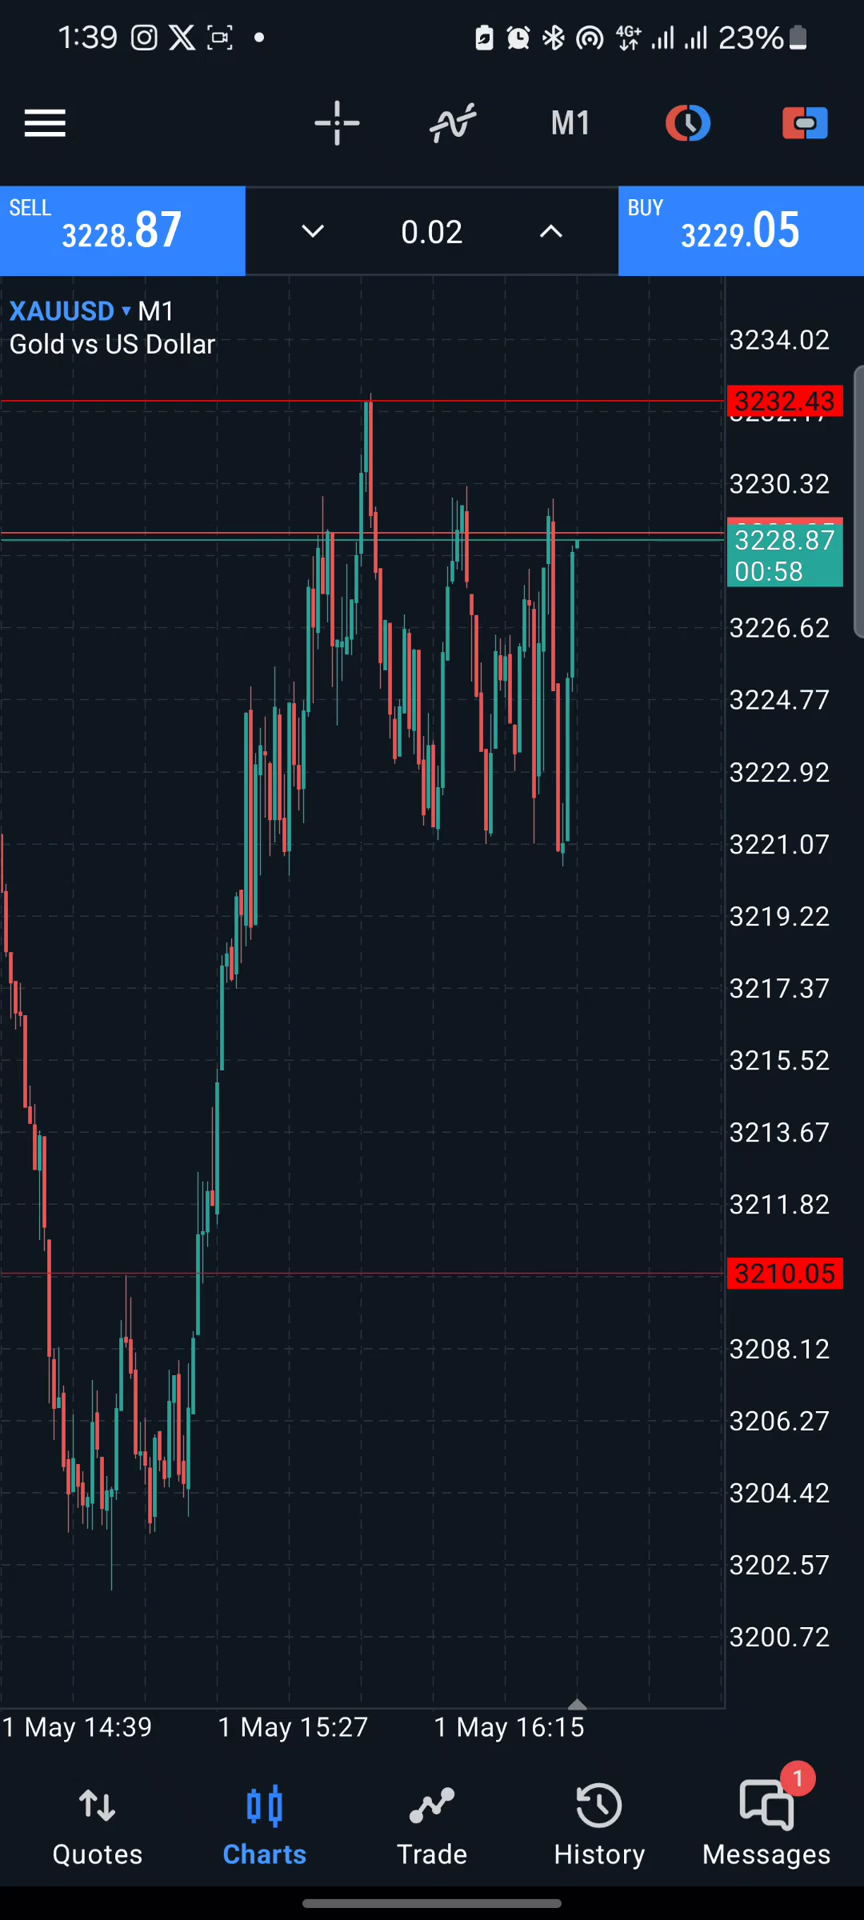 1:39
4G+
23%
M1
SELL
3228.87
0.02
BUY
3229.05
XAUUSD M1
Gold vs US Dollar
3234.02
3232.43
3230.32
3228.87
00:58
3226.62
3224.77
3222.92
3221.07
3219.22
3217.37
3215.52
3213.67
3211.82
3210.05
3208.12
3206.27
3204.42
3202.57
3200.72
1 May 14:39
1 May 15:27
1 May 16:15
1
Quotes
Charts
Trade
History
Messages